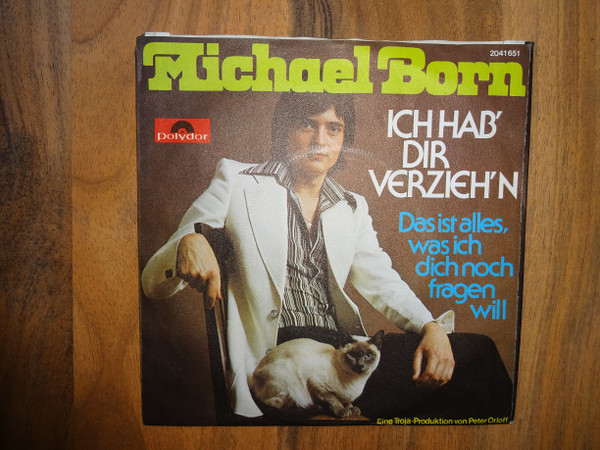 2041651
Michael Born
polydor
ICH HAB'
DIR
VERZIEH'N
Das ist alles,
was ich
dich noch
fragen
will
Eine Troja-Produktion von Peter Orloff